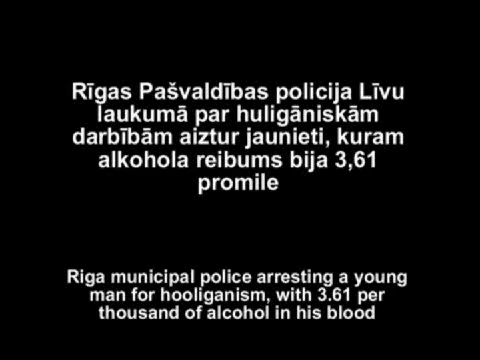 Rīgas Pašvaldības policija Līvu
laukumā par huligāniskām
darbībām aiztur jaunieti, kuram
alkohola reibums bija 3,61
promile
Riga municipal police arresting a young
man for hooliganism, with 3.61 per
thousand of alcohol in his blood